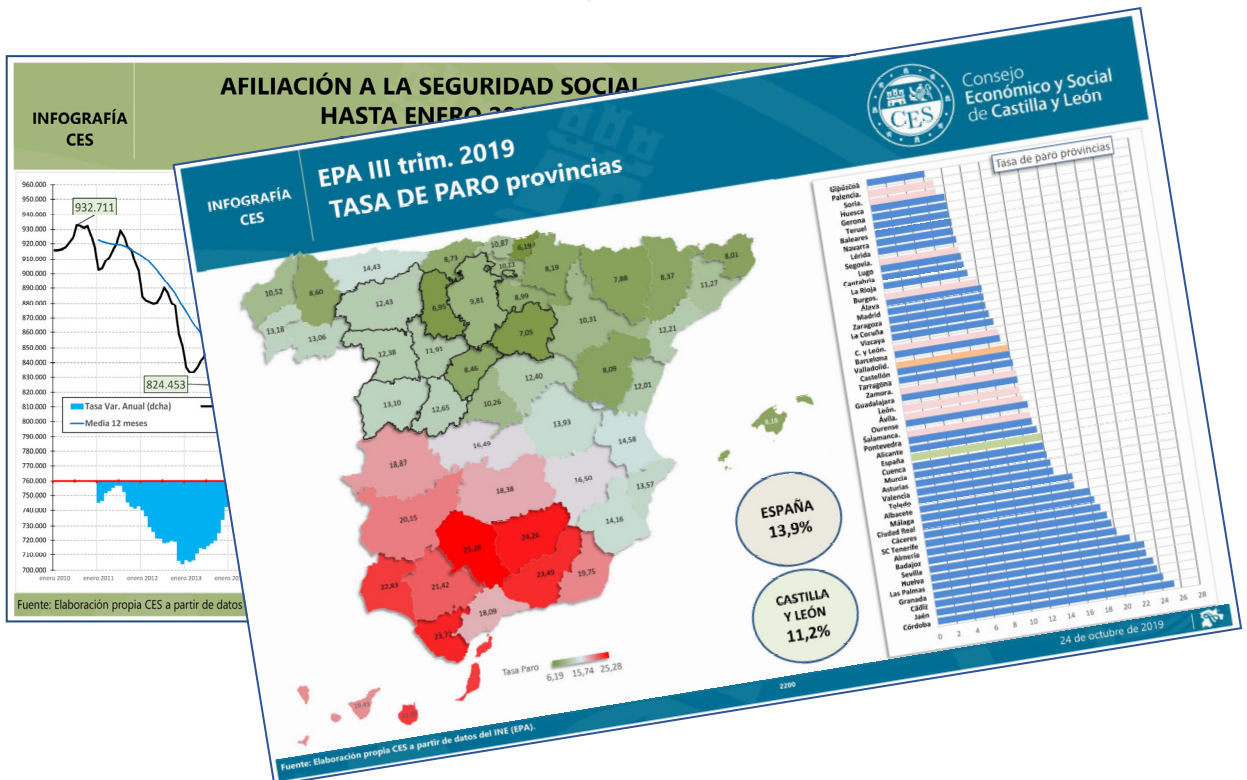 AFILIACIÓN A LA SEGURIDAD SOCIAL
HASTA ENERO
INFOGRAFÍA
CES
960.000
950.000
940.000
930.000
920.000
910.000
900.000
890.000
880.000
870.000
860.000
850.000
840.000
830.000
820.000
810.000
800.000
790.000
780.000
770.000
760.000
750.000
740.000
730.000
720.000
710.000
700.000
932.711
824.453
Tasa Var. Anual (dcha)
Media 12 meses
enero 2010
enero 2011
enero 2012
enero 2013
Fuente: Elaboración propia CES a partir de datos
INFOGRAFÍA
CES
EPA III trim. 2019
TASA DE PARO provincias
CES
Consejo
Económico y Social
de Castilla y León
10,52
8,60
14,43
8,73
10,87
6,19
8,19
7,88
8,37
8,01
11,27
13,18
13,06
12,43
6,95
9,81
8,99
10,31
12,21
12,38
11,91
7,05
8,46
8,09
12,01
13,10
12,65
10,26
12,40
13,93
14,58
8,18
18,87
16,49
18,38
16,50
13,57
20,15
25,28
24,26
14,16
22,83
21,42
23,49
19,75
18,09
19,43
Tasa Paro
6,19 15,74 25,28
ESPAÑA
13,9%
CASTILLA
Y LEÓN
11,2%
Tasa de paro provincias
Gipúscoa
Palencia.
Soria.
Huesca
Gerona
Teruel
Baleares
Navarra
Lérida
Segovia.
Lugo
Cantabria
La Rioja
Burgos.
Álava
Madrid
Zaragoza
La Coruña
Vizcaya
C. y León.
Barcelona
Valladolid.
Castellón
Tarragona
Zamora.
Guadalajara
León.
Ávila.
Ourense
Salamanca.
Pontevedra
Alicante
España
Cuenca
Murcia
Asturias
Valencia
Toledo
Albacete
Málaga
Ciudad Real
Cáceres
SC Tenerife
Almería
Badajoz
Sevilla
Huelva
Las Palmas
Granada
Cádiz
Jaén
Córdoba
0 2 4 6 8 10 12 14 16 18 20 22 24 26 28
24 de octubre de 2019
2200
Fuente: Elaboración propia CES a partir de datos del INE (EPA).